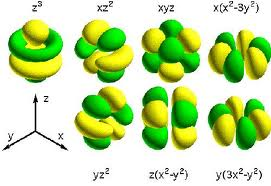 z³ xz² xyz x(x²-3y²)
z
y x
yz² z(x²-y²) y(3x²-y²)